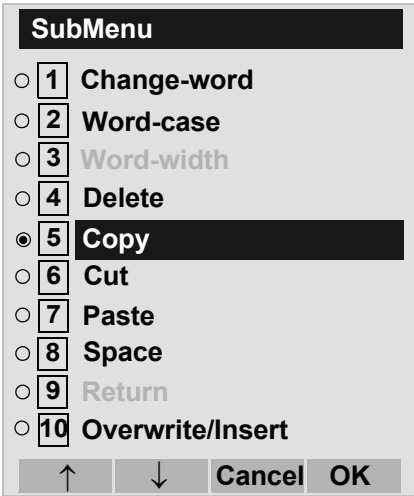 SubMenu
1 Change-word
2 Word-case
3 Word-width
4 Delete
5 Copy
6 Cut
7 Paste
8 Space
9 Return
10 Overwrite/Insert
↑ ↓ Cancel OK